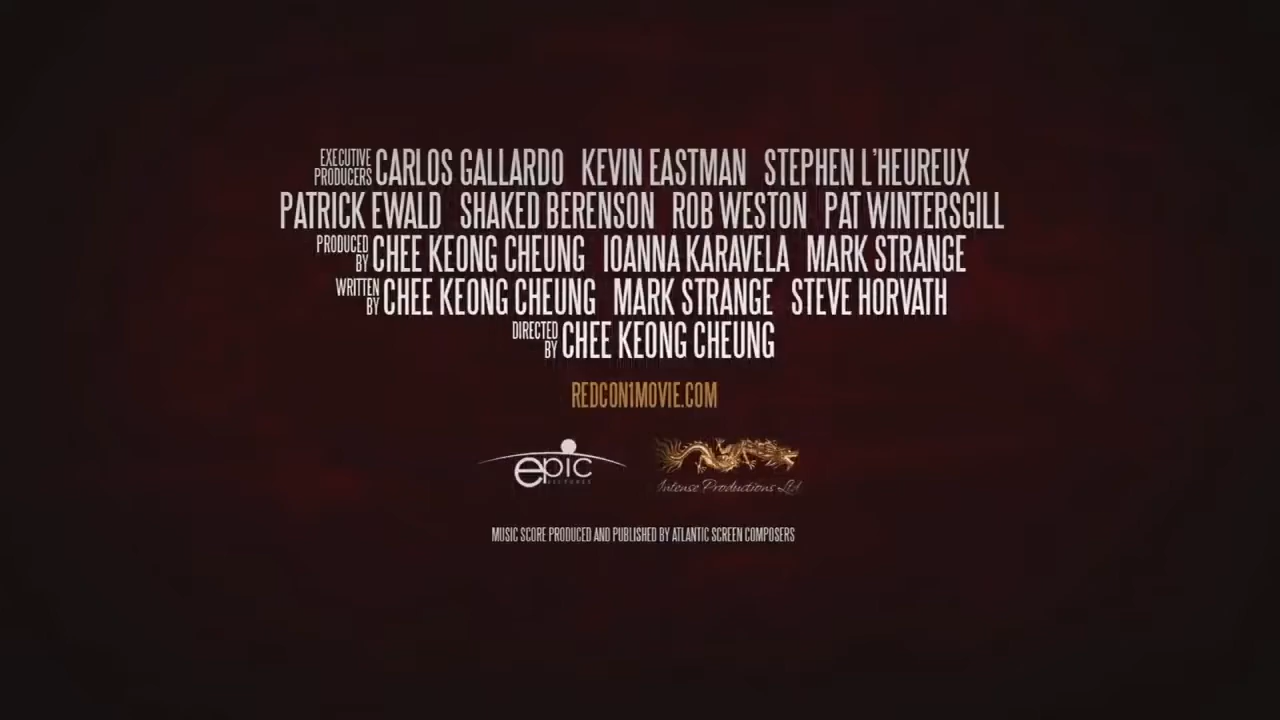 EXECUTIVE PRODUCERS CARLOS GALLARDO KEVIN EASTMAN STEPHEN L'HEUREUX
PATRICK EWALD SHAKED BERENSON ROB WESTON PAT WINTERSGILL
PRODUCED BY CHEE KEONG CHEUNG IOANNA KARAVELA MARK STRANGE
WRITTEN BY CHEE KEONG CHEUNG MARK STRANGE STEVE HORVATH
DIRECTED BY CHEE KEONG CHEUNG
REDCON1MOVIE.COM
epic PICTURES
Intense Productions Ltd
MUSIC SCORE PRODUCED AND PUBLISHED BY ATLANTIC SCREEN COMPOSERS